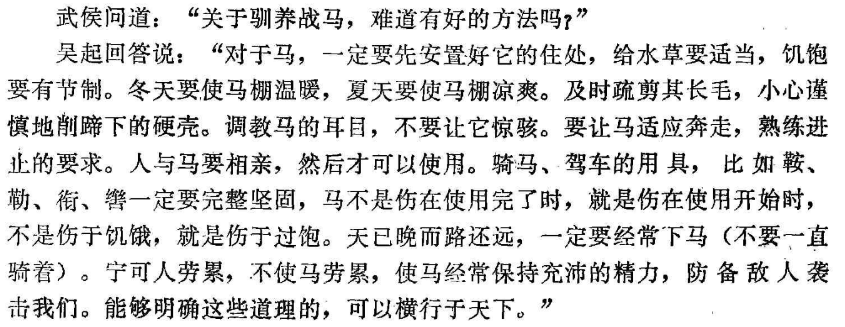 武侯问道：“关于驯养战马，难道有好的方法吗？”
吴起回答说：“对于马，一定要先安置好它的住处，给水草要适当，饥饱
要有节制。冬天要使马棚温暖，夏天要使马棚凉爽。及时疏剪其长毛，小心谨
慎地削蹄下的硬壳。调教马的耳目，不要让它惊骇。要让马适应奔走，熟练进
止的要求。人与马要相亲，然后才可以使用。骑马、驾车的用具，比如鞍、
勒、衔、辔一定要完整坚固，马不是伤在使用完了时，就是伤在使用开始时，
不是伤于饥饿，就是伤于过饱。天已晚而路还远，一定要经常下马（不要一直
骑着）。宁可人劳累，不使马劳累，使马经常保持充沛的精力，防备敌人袭
击我们。能够明确这些道理的，可以横行于天下。”